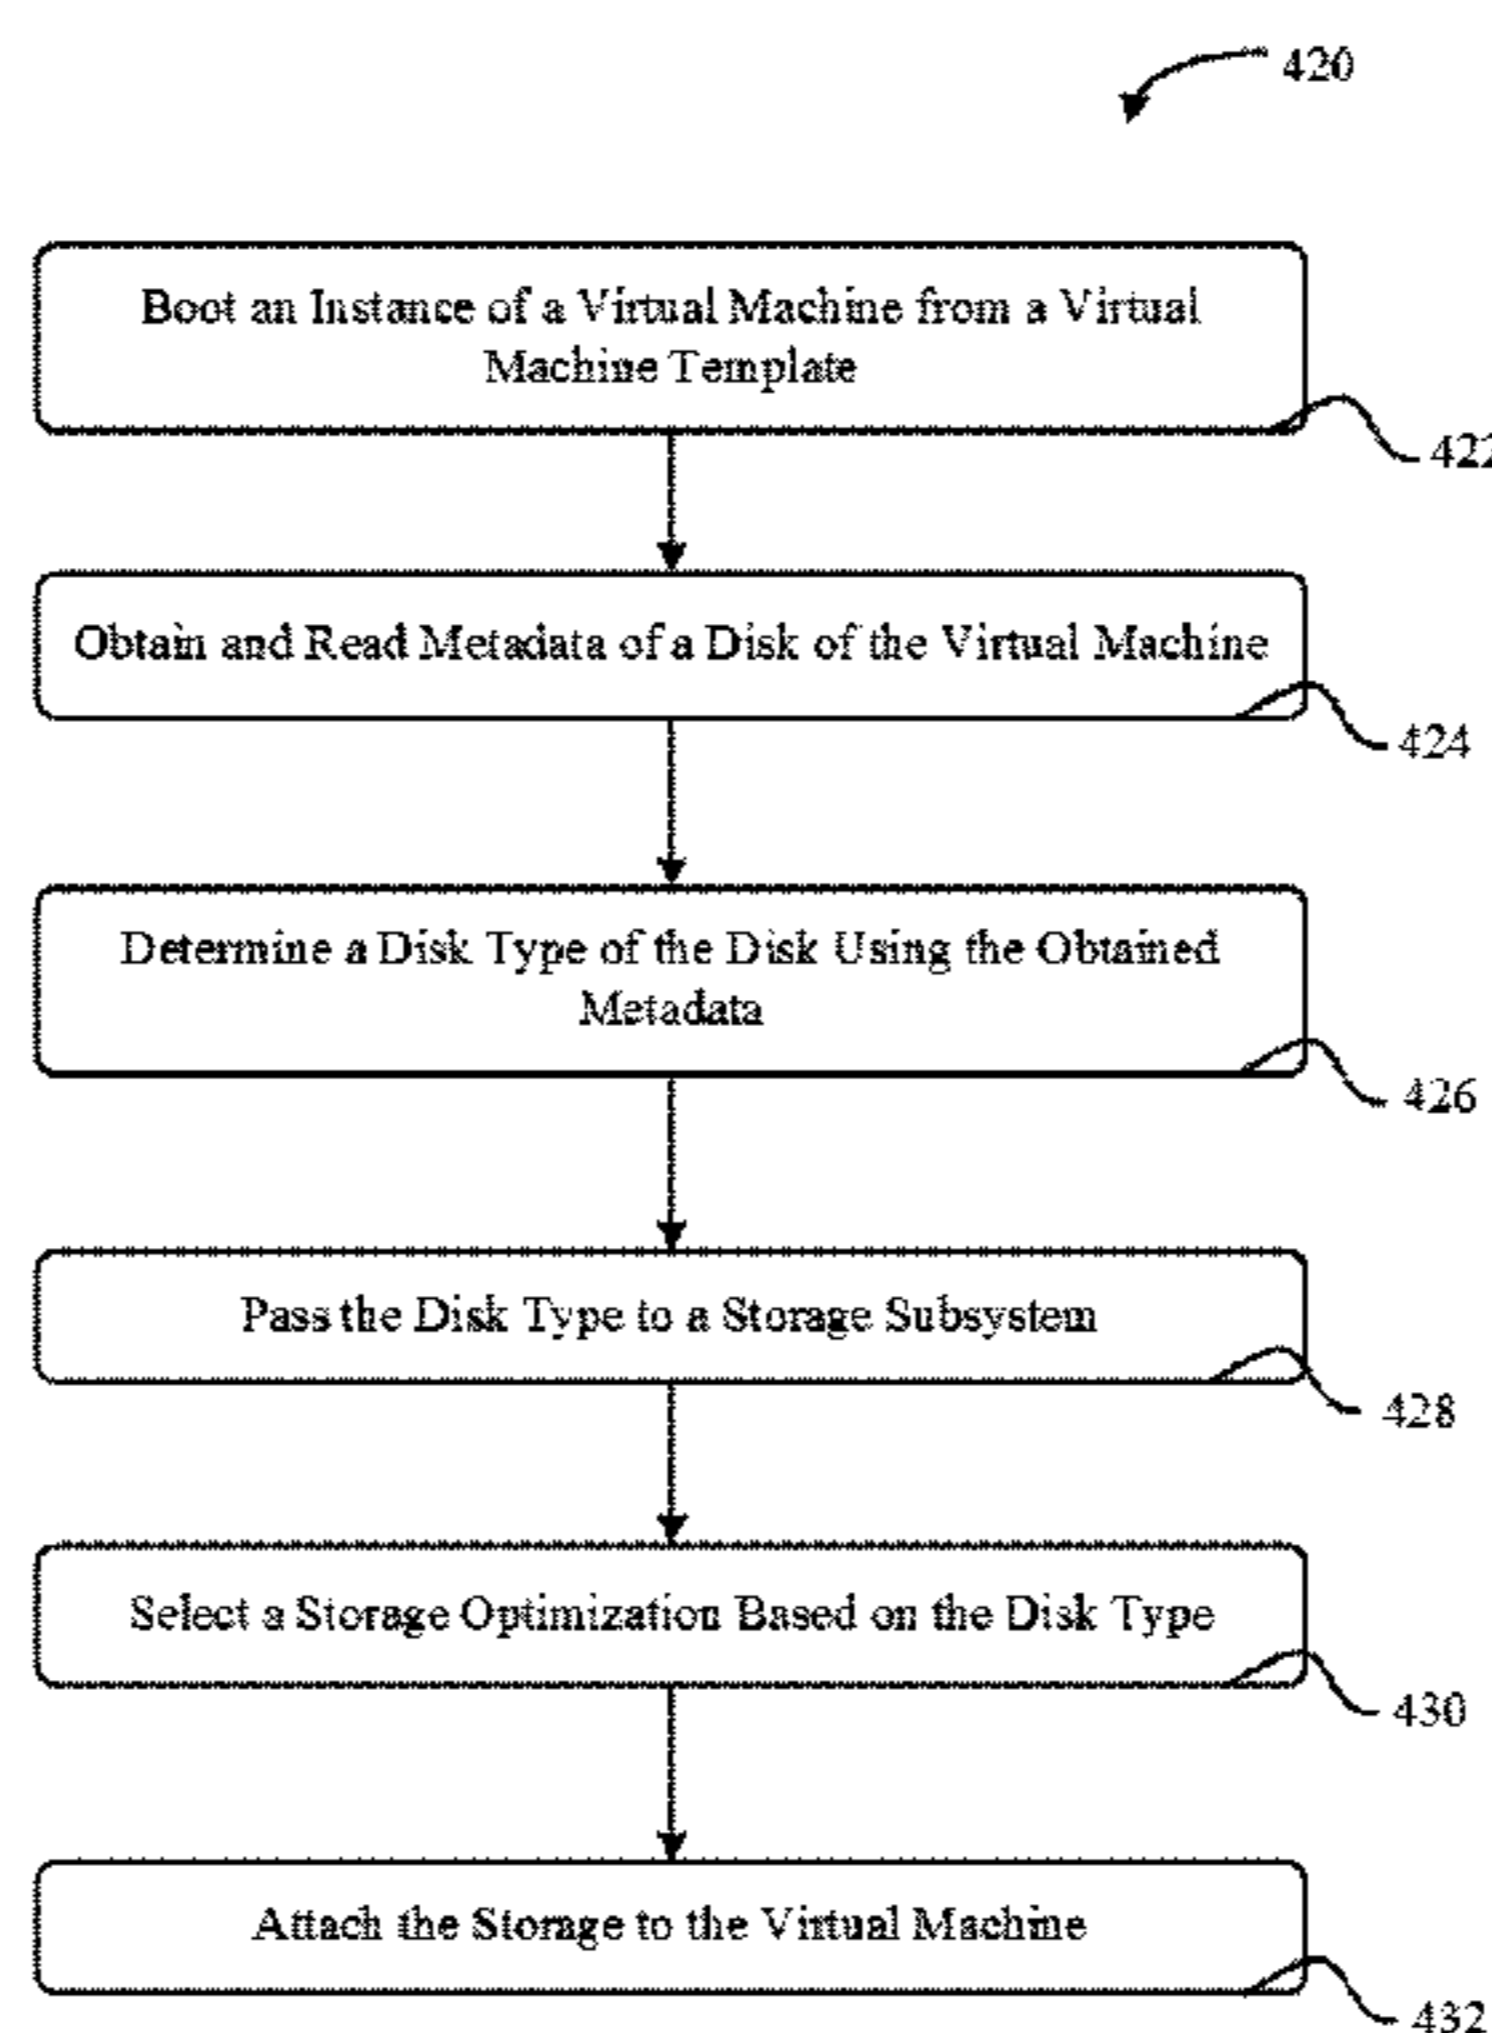 420
Boot an Instance of a Virtual Machine from a Virtual
Machine Template
422
Obtain and Read Metadata of a Disk of the Virtual Machine
424
Determine a Disk Type of the Disk Using the Obtained
Metadata
426
Pass the Disk Type to a Storage Subsystem
428
Select a Storage Optimization Based on the Disk Type
430
Attach the Storage to the Virtual Machine
432